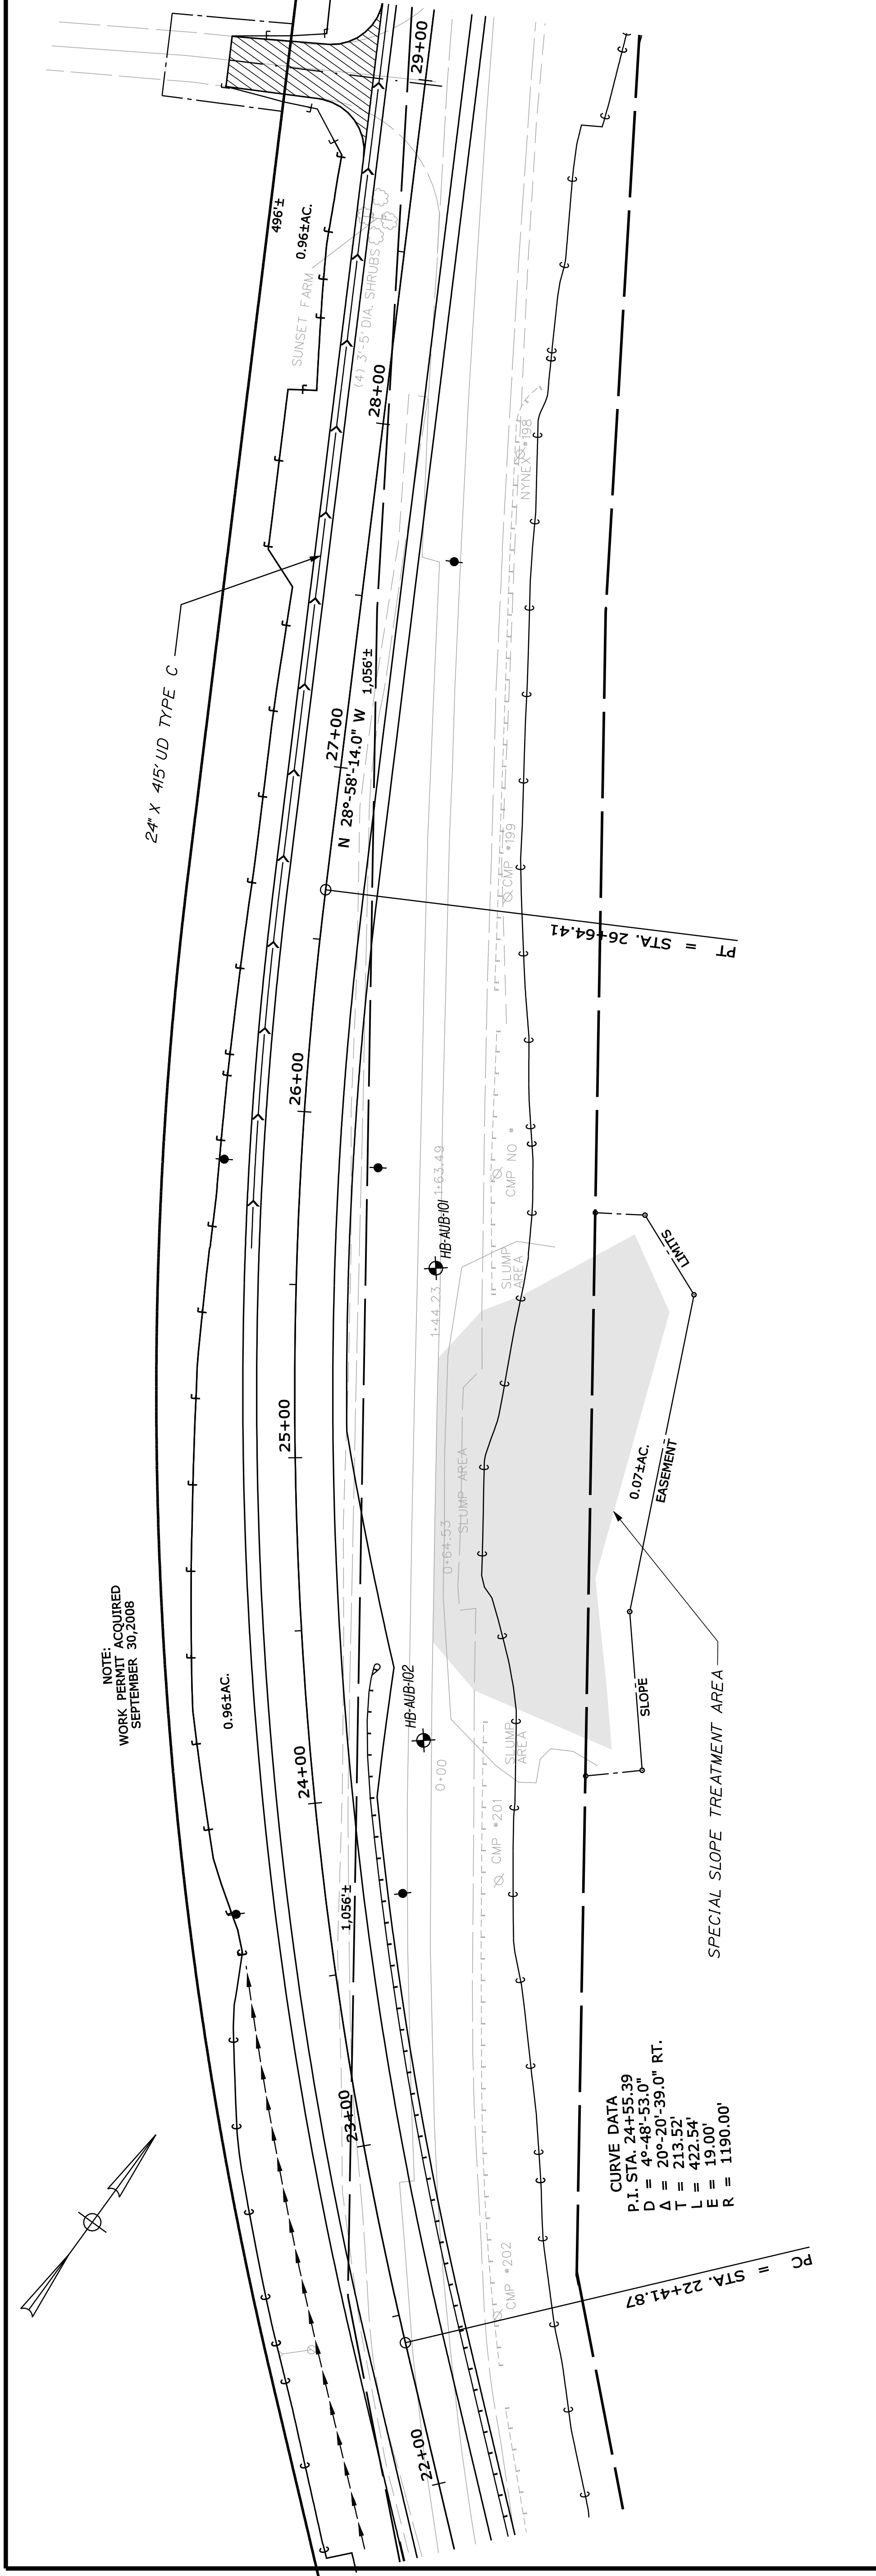 29+00
496'±
0.96±AC.
SUNSET FARM
(4) 3'-5' DIA. SHRUBS
28+00
NYNEX *198
24" X 415' UD TYPE C
1,056'±
27+00
N 28°-58'-14.0" W
CMP *199
PT = STA. 26+64.41
26+00
CMP NO *
1+63.49
HB-AUB-101
SLUMP
AREA
LIMITS
1+44.23
25+00
SLUMP AREA
0.07±AC.
EASEMENT
0+64.53
NOTE:
WORK PERMIT ACQUIRED
SEPTEMBER 30,2008
0.96±AC.
HB-AUB-102
SLOPE
24+00
SLUMP
AREA
0+00
CMP *201
SPECIAL SLOPE TREATMENT AREA
1,056'±
23+00
CURVE DATA
P.I. STA. 24+55.39
D = 4°-48'-53.0"
Δ = 20°-20'-39.0" RT.
T = 213.52'
L = 422.54'
E = 19.00'
R = 1190.00'
CMP *202
PC = STA. 22+41.87
22+00